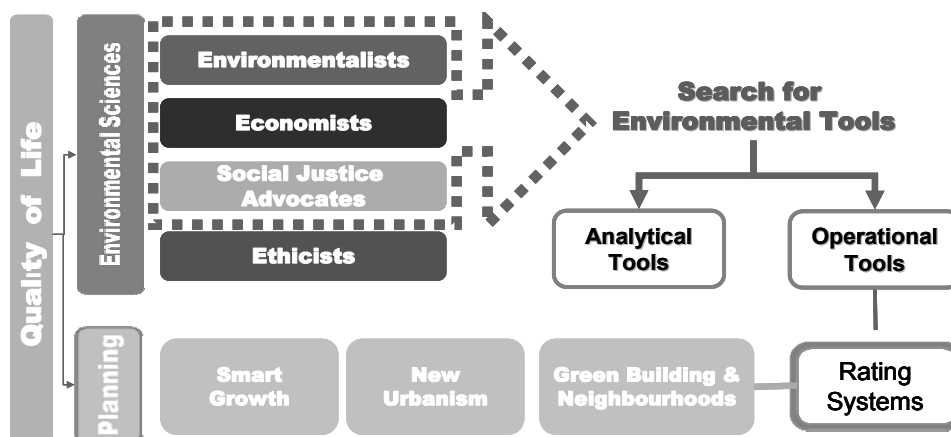 Quality of Life
Environmental Sciences
Environmentalists
Economists
Social Justice
Advocates
Ethicists
Search for
Environmental Tools
Analytical
Tools
Operational
Tools
Planning
Smart
Growth
New
Urbanism
Green Building &
Neighbourhoods
Rating
Systems